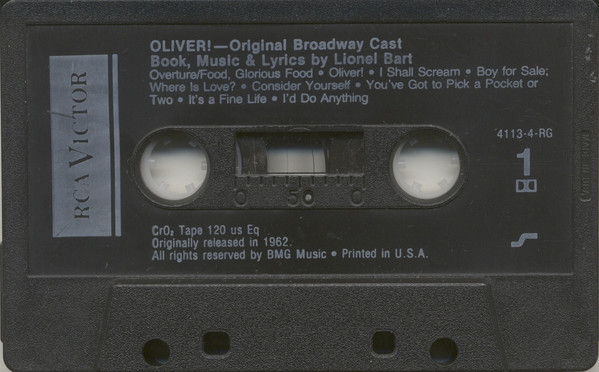 OLIVER!—Original Broadway Cast
Book, Music & Lyrics by Lionel Bart
Overture/Food, Glorious Food • Oliver! • I Shall Scream • Boy for Sale;
Where Is Love? • Consider Yourself • You've Got to Pick a Pocket or
Two • It's a Fine Life • I'd Do Anything
RCA VICTOR
4113-4-RG
1
0 50 0
CrO₂ Tape 120 us Eq
Originally released in 1962.
All rights reserved by BMG Music • Printed in U.S.A.